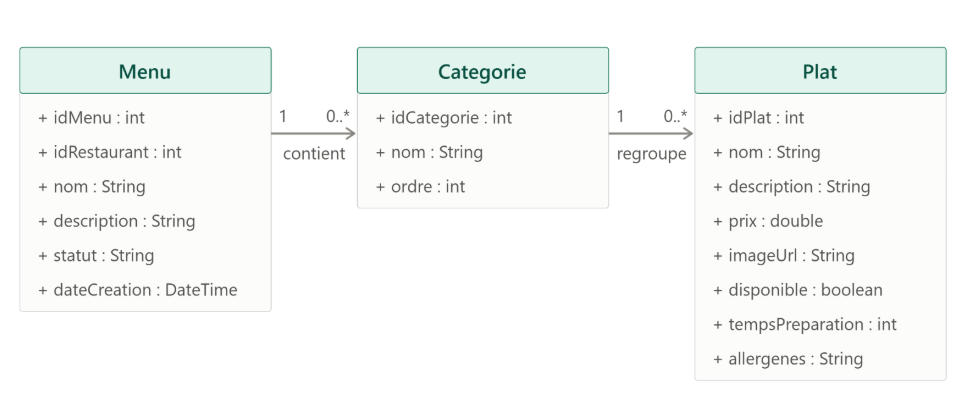 Menu
+ idMenu : int
+ idRestaurant : int
+ nom : String
+ description : String
+ statut : String
+ dateCreation : DateTime
1 0..*
contient
Categorie
+ idCategorie : int
+ nom : String
+ ordre : int
1 0..*
regroupe
Plat
+ idPlat : int
+ nom : String
+ description : String
+ prix : double
+ imageUrl : String
+ disponible : boolean
+ tempsPreparation : int
+ allergenes : String